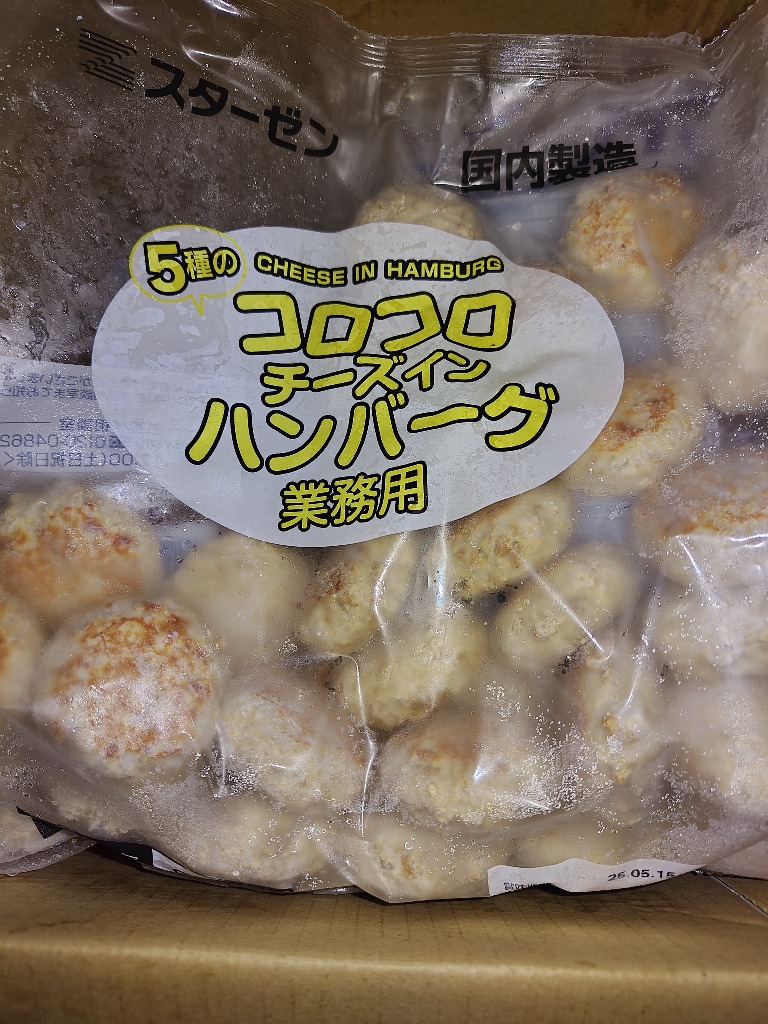 スターゼン
国内製造
5種の
CHEESE IN HAMBURG
コロコロ
チーズイン
ハンバーグ
業務用
26.05.15